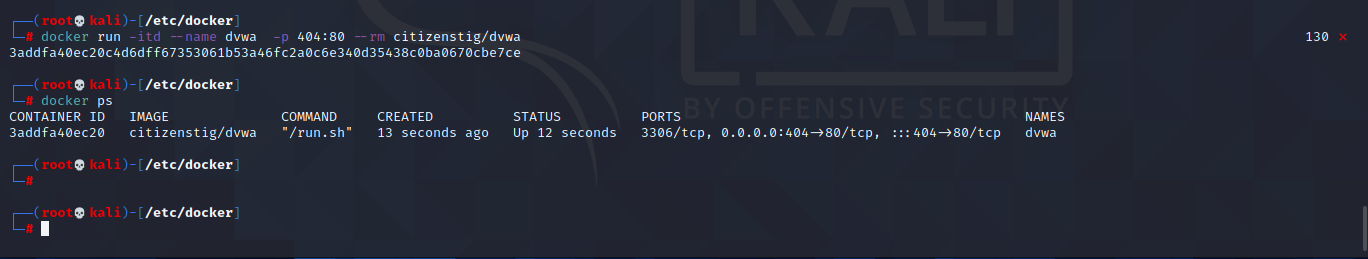 ┌──(root💀kali)-[/etc/docker]
└─# docker run -itd --name dvwa  -p 404:80 --rm citizenstig/dvwa 130 ⨯
3addfa40ec20c4d6dff67353061b53a46fc2a0c6e340d35438c0ba0670cbe7ce
┌──(root💀kali)-[/etc/docker]
└─# docker ps
CONTAINER ID   IMAGE              COMMAND     CREATED          STATUS          PORTS                                                NAMES
3addfa40ec20   citizenstig/dvwa   "/run.sh"   13 seconds ago   Up 12 seconds   3306/tcp, 0.0.0.0:404->80/tcp, :::404->80/tcp   dvwa
┌──(root💀kali)-[/etc/docker]
└─#
┌──(root💀kali)-[/etc/docker]
└─#
KALI
BY OFFENSIVE SECURITY